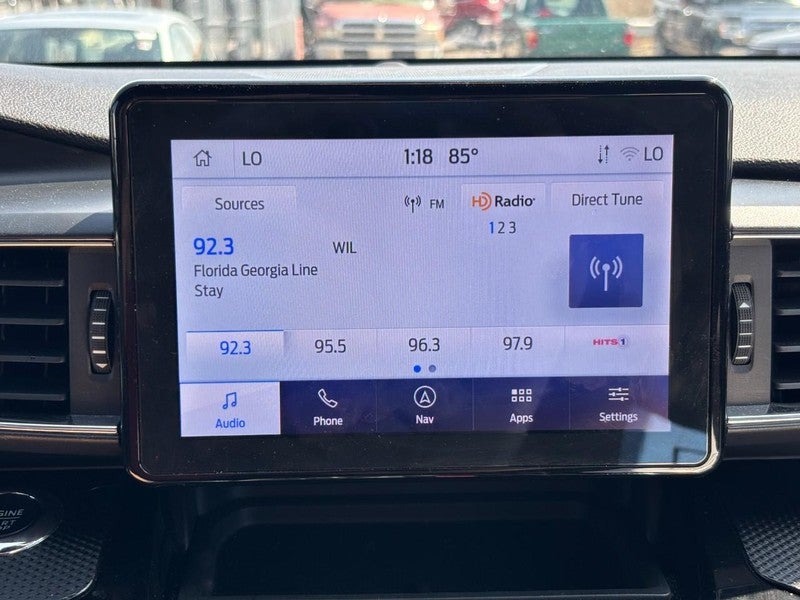 LO 1:18 85° LO
Sources FM HD Radio Direct Tune
1 2 3
92.3 WIL
Florida Georgia Line
Stay
92.3 95.5 96.3 97.9 HITS 1
Audio Phone Nav Apps Settings